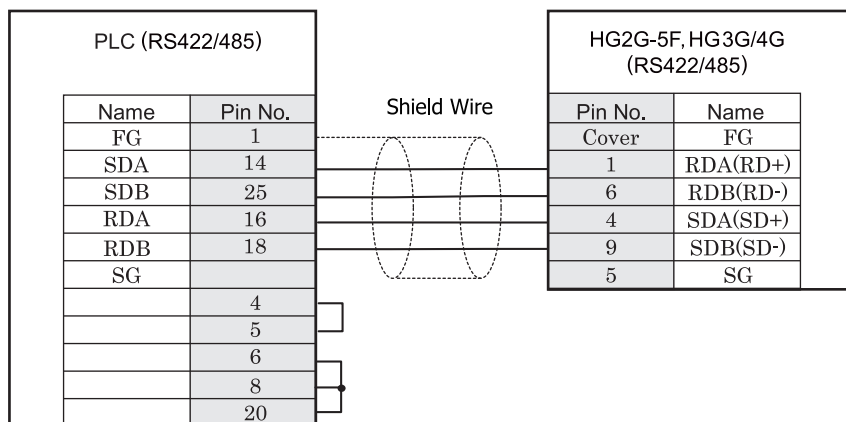 PLC (RS422/485)
Name Pin No.
FG 1
SDA 14
SDB 25
RDA 16
RDB 18
SG
4
5
6
8
20
Shield Wire
HG2G-5F, HG3G/4G
(RS422/485)
Pin No. Name
Cover FG
1 RDA(RD+)
6 RDB(RD-)
4 SDA(SD+)
9 SDB(SD-)
5 SG